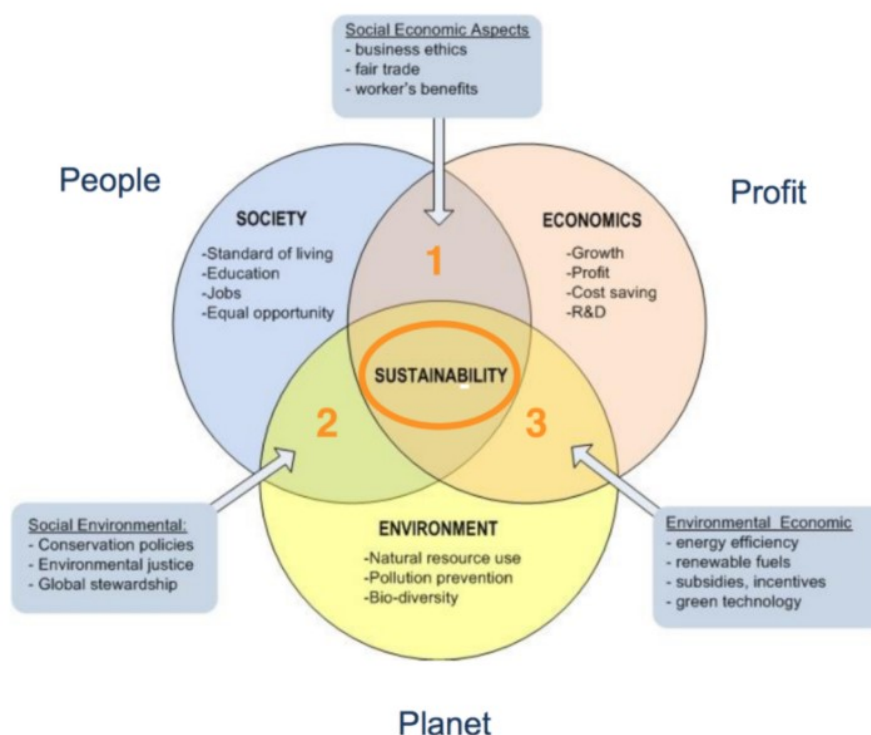 Social Economic Aspects
- business ethics
- fair trade
- worker's benefits
People
Profit
SOCIETY
-Standard of living
-Education
-Jobs
-Equal opportunity
1
ECONOMICS
-Growth
-Profit
-Cost saving
-R&D
SUSTAINABILITY
2
3
Social Environmental:
- Conservation policies
- Environmental justice
- Global stewardship
ENVIRONMENT
-Natural resource use
-Pollution prevention
-Bio-diversity
Environmental Economic
- energy efficiency
- renewable fuels
- subsidies, incentives
- green technology
Planet